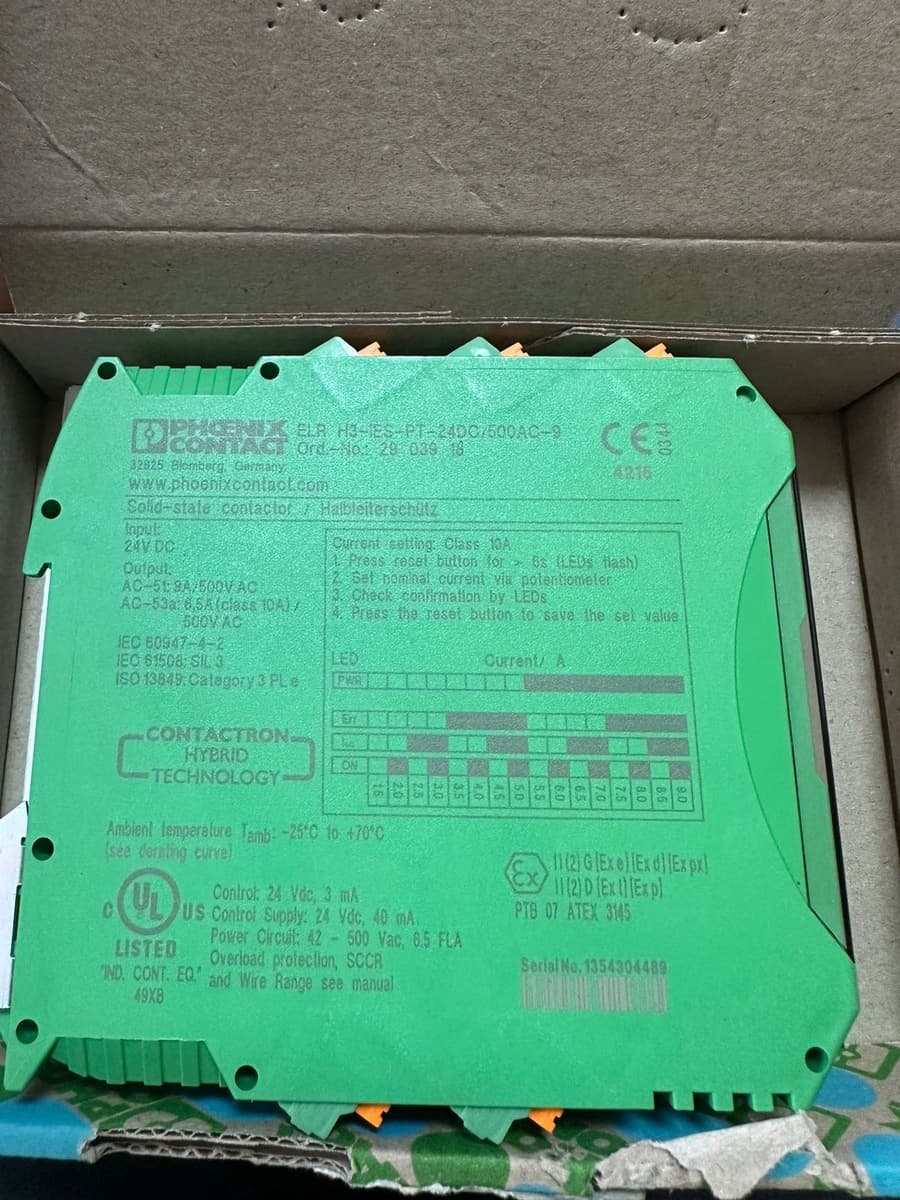 PHŒNIX
CONTACT
ELR H3-IES-PT-24DC/500AC-9
Ord.-No.: 29 039 18
CE 0344
4216
32825 Blomberg, Germany
www.phoenixcontact.com
Solid-state contactor / Halbleiterschütz
Input:
24V DC
Output:
AC-51: 9A/500V AC
AC-53a: 6,5A (class 10A) /
500V AC
IEC 60947-4-2
IEC 61508: SIL 3
ISO 13849: Category 3 PL e
Current setting: Class 10A
1. Press reset button for > 6s (LEDs flash)
2. Set nominal current via potentiometer
3. Check confirmation by LEDs
4. Press the reset button to save the set value
LED Current/ A
PWR
Err
ON
1.5 2.0 2.5 3.0 3.5 4.0 4.5 5.0 5.5 6.0 6.5 7.0 7.5 8.0 8.5 9.0
CONTACTRON
HYBRID
TECHNOLOGY
Ambient temperature Tamb: -25°C to +70°C
(see derating curve)
Ex II (2) G [Ex e] [Ex d] [Ex px]
II (2) D [Ex t] [Ex p]
PTB 07 ATEX 3145
C UL US
LISTED
"IND. CONT. EQ."
49XB
Control: 24 Vdc, 3 mA
Control Supply: 24 Vdc, 40 mA,
Power Circuit: 42 - 500 Vac, 6.5 FLA
Overload protection, SCCR
and Wire Range see manual
Serial No. 1354304489